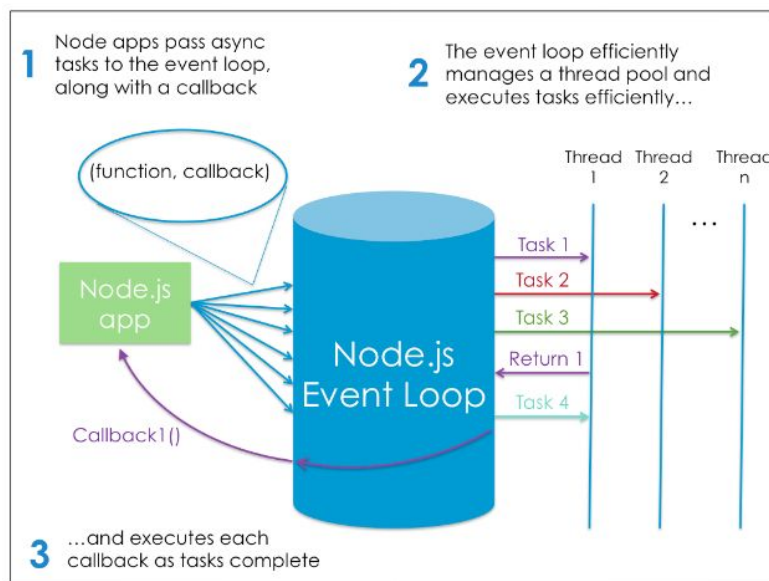 1
Node apps pass async
tasks to the event loop,
along with a callback
2
The event loop efficiently
manages a thread pool and
executes tasks efficiently…
(function, callback)
Thread
1
Thread
2
Thread
n
…
Task 1
Task 2
Task 3
Return 1
Task 4
Node.js
app
Node.js
Event Loop
Callback1()
3
…and executes each
callback as tasks complete